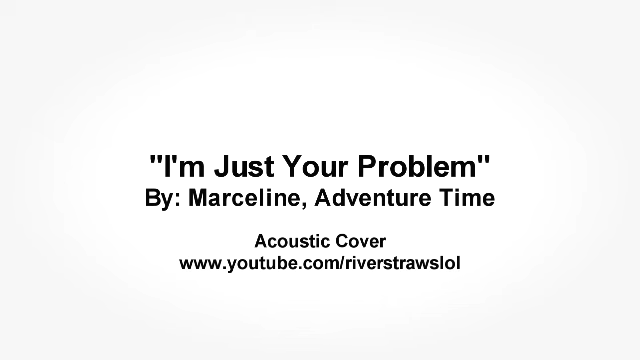 "I'm Just Your Problem"
By: Marceline, Adventure Time
Acoustic Cover
www.youtube.com/riverstrawslol